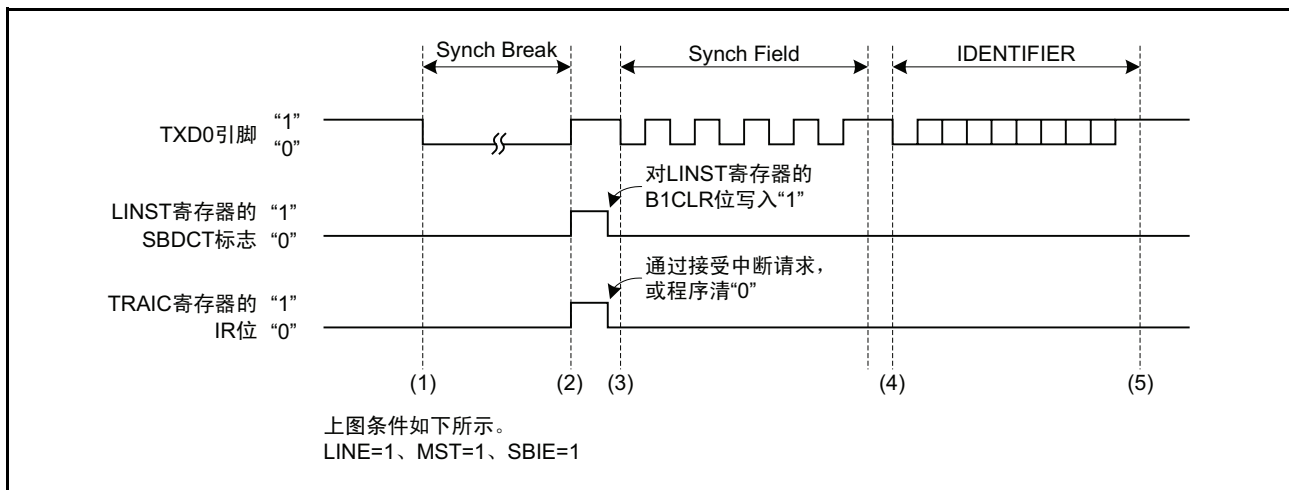 Synch Break
Synch Field
IDENTIFIER
TXD0引脚 “1”
“0”
对LINST寄存器的
B1CLR位写入“1”
LINST寄存器的 “1”
SBDCT标志 “0”
通过接受中断请求，
或程序清“0”
TRAIC寄存器的 “1”
IR位 “0”
(1) (2) (3) (4) (5)
上图条件如下所示。
LINE=1、MST=1、SBIE=1